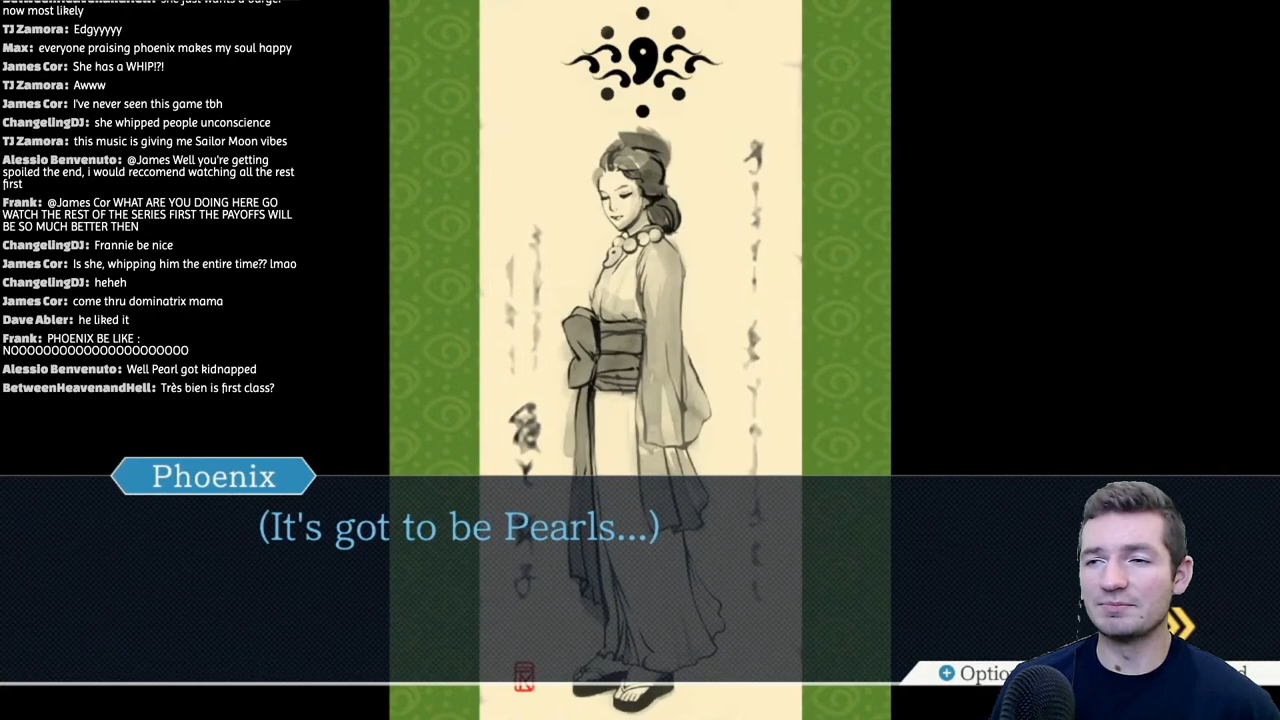 now most likely
TJ Zamora: Edgyyyyy
Max: everyone praising phoenix makes my soul happy
James Cor: She has a WHIP!?!
TJ Zamora: Awww
James Cor: I've never seen this game tbh
ChangelingDJ: she whipped people unconscience
TJ Zamora: this music is giving me Sailor Moon vibes
Alessio Benvenuto: @James Well you're getting
spoiled the end, i would reccomend watching all the rest
first
Frank: @James Cor WHAT ARE YOU DOING HERE GO
WATCH THE REST OF THE SERIES FIRST THE PAYOFFS WILL
BE SO MUCH BETTER THEN
ChangelingDJ: Frannie be nice
James Cor: Is she, whipping him the entire time?? lmao
ChangelingDJ: heheh
James Cor: come thru dominatrix mama
Dave Abler: he liked it
Frank: PHOENIX BE LIKE :
NOOOOOOOOOOOOOOOOOOOOOO
Alessio Benvenuto: Well Pearl got kidnapped
BetweenHeavenandHell: Très bien is first class?
Phoenix
(It's got to be Pearls...)